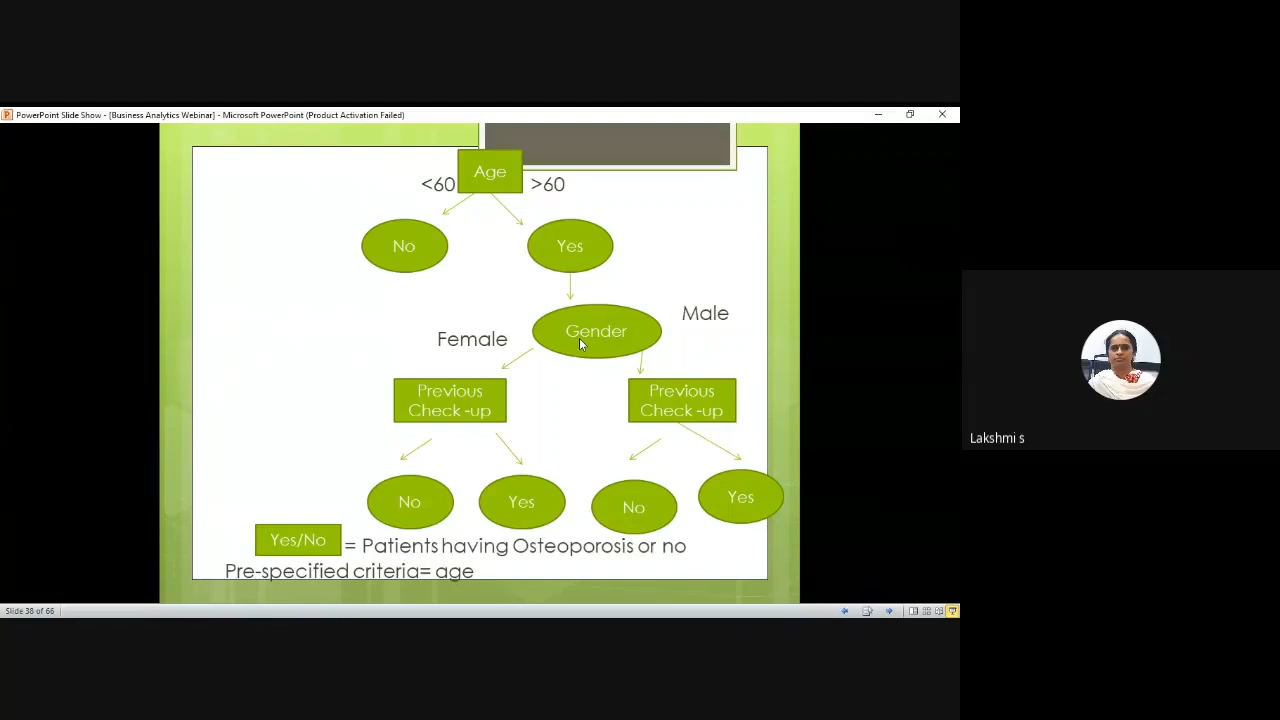 PowerPoint Slide Show - [Business Analytics Webinar] - Microsoft PowerPoint (Product Activation Failed)
Age
<60
>60
No
Yes
Gender
Male
Female
Previous
Check -up
Previous
Check -up
No
Yes
No
Yes
Yes/No
= Patients having Osteoporosis or no
Pre-specified criteria= age
Slide 38 of 66
Lakshmi s